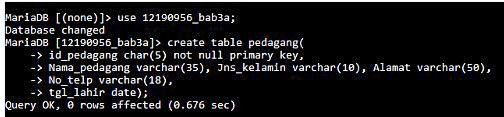 MariaDB [(none)]> use 12190956_bab3a;
Database changed
MariaDB [12190956_bab3a]> create table pedagang(
    -> id_pedagang char(5) not null primary key,
    -> Nama_pedagang varchar(35), Jns_kelamin varchar(10), Alamat varchar(50),
    -> No_telp varchar(18),
    -> tgl_lahir date);
Query OK, 0 rows affected (0.676 sec)